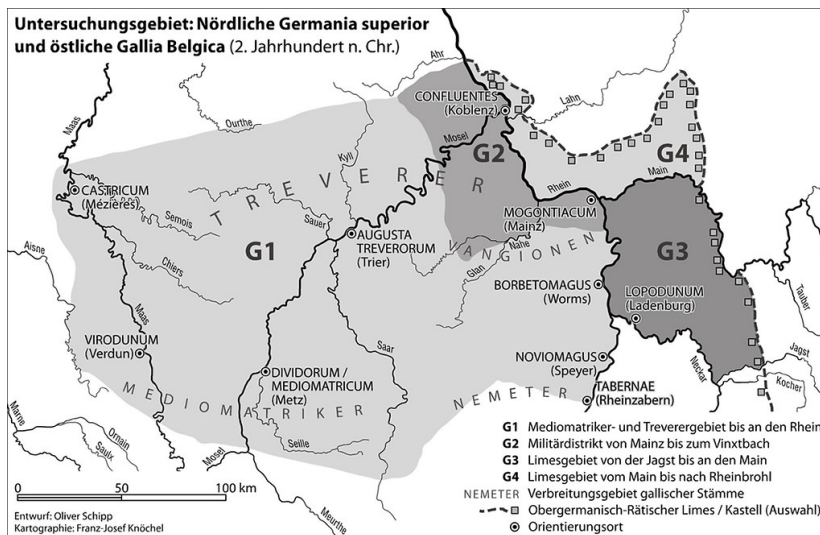 Untersuchungsgebiet: Nördliche Germania superior
und östliche Gallia Belgica (2. Jahrhundert n. Chr.)
Ahr
Lahn
CONFLUENTES
(Koblenz)
Maas
Ourthe
Mosel
Kyll
G2
G4
Main
Rhein
TREVERER
CASTRICUM
(Mézières)
Semois
Sauer
MOGONTIACUM
(Mainz)
AUGUSTA
TREVERORUM
(Trier)
Aisne
G1
Chiers
VANGIONEN
Nahe
Glan
G3
BORBETOMAGUS
(Worms)
LOPODUNUM
(Ladenburg)
Tauber
Maas
VIRODUNUM
(Verdun)
Saar
NOVIOMAGUS
(Speyer)
Neckar
Jagst
Kocher
DIVIDORUM /
MEDIOMATRICUM
(Metz)
MEDIOMATRIKER
NEMETER
TABERNAE
(Rheinzabern)
Marne
Ornain
Saulx
Seille
Mosel
Meurthe
G1 Mediomatriker- und Treverergebiet bis an den Rhein
G2 Militärdistrikt von Mainz bis zum Vinxtbach
G3 Limesgebiet von der Jagst bis an den Main
G4 Limesgebiet vom Main bis nach Rheinbrohl
NEMETER Verbreitungsgebiet gallischer Stämme
Obergermanisch-Rätischer Limes / Kastell (Auswahl)
Orientierungsort
0 50 100 km
Entwurf: Oliver Schipp
Kartographie: Franz-Josef Knöchel